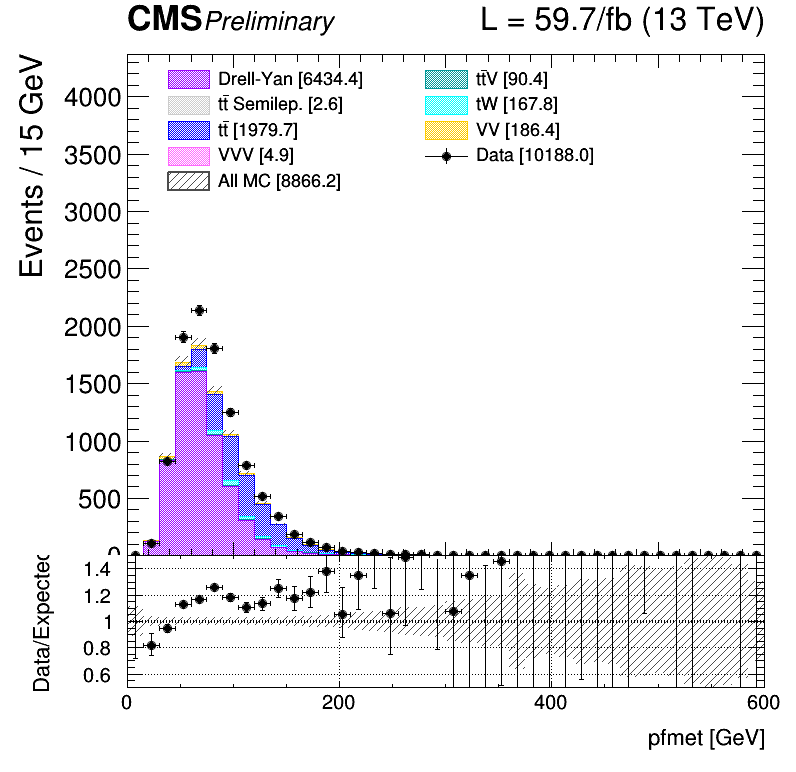 CMS Preliminary L = 59.7/fb (13 TeV)
Events / 15 GeV
Drell-Yan [6434.4]
tt̄ Semilep. [2.6]
tt̄ [1979.7]
VVV [4.9]
All MC [8866.2]
tt̄V [90.4]
tW [167.8]
VV [186.4]
Data [10188.0]
4000
3500
3000
2500
2000
1500
1000
500
0
Data/Expected
1.4
1.2
1
0.8
0.6
0 200 400 600
pfmet [GeV]